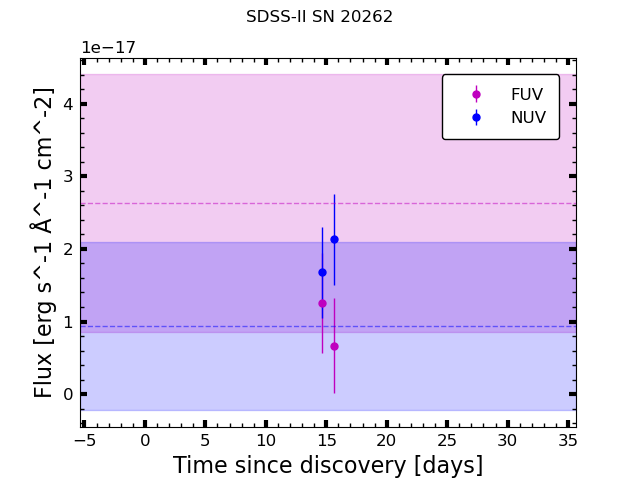 SDSS-II SN 20262
1e−17
Flux [erg s^-1 Å^-1 cm^-2]
4
3
2
1
0
FUV
NUV
−5 0 5 10 15 20 25 30 35
Time since discovery [days]